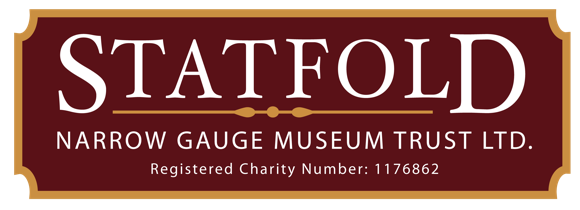 STATFOLD
NARROW GAUGE MUSEUM TRUST LTD.
Registered Charity Number: 1176862